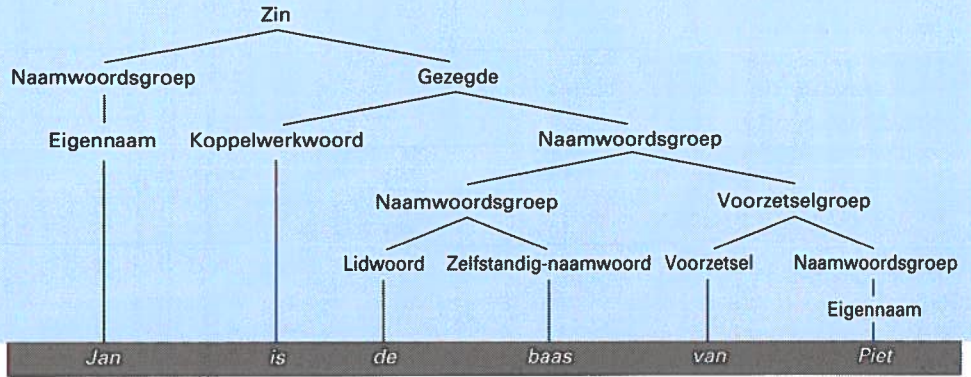 Zin
Naamwoordsgroep Gezegde
Eigennaam Koppelwerkwoord Naamwoordsgroep
Naamwoordsgroep Voorzetselgroep
Lidwoord Zelfstandig-naamwoord Voorzetsel Naamwoordsgroep
Eigennaam
Jan is de baas van Piet